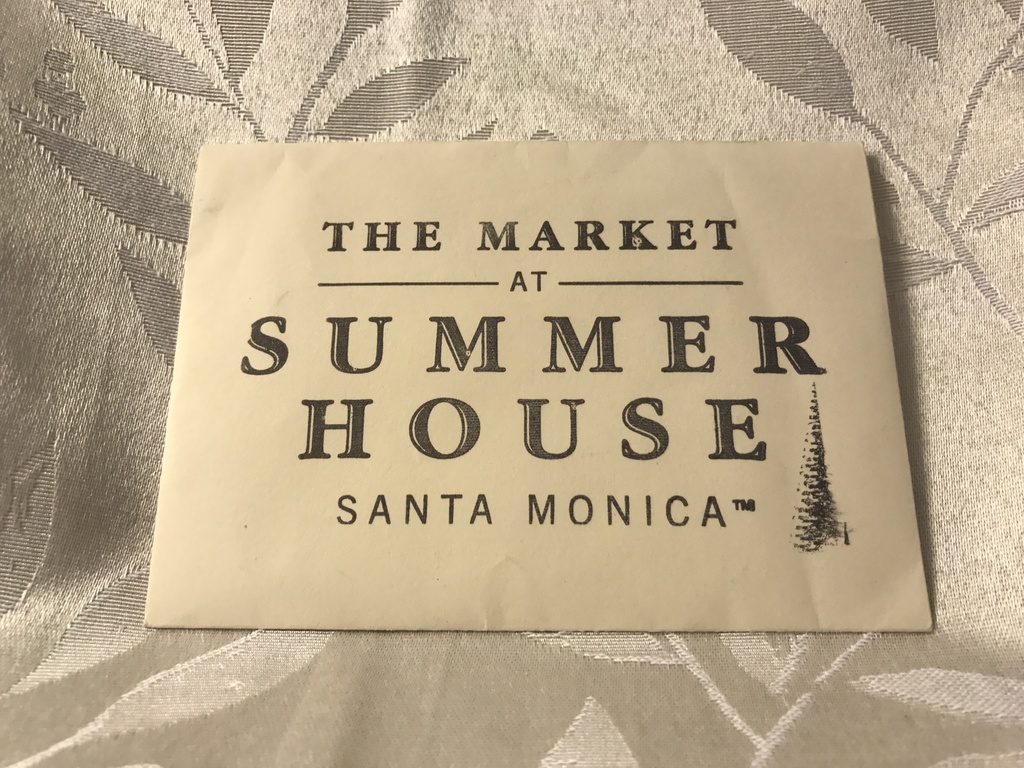 THE MARKET
AT
SUMMER
HOUSE
SANTA MONICA™